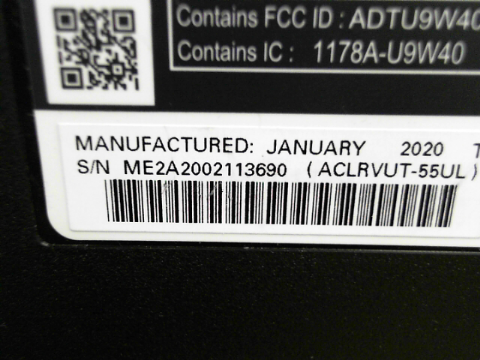 Contains FCC ID : ADTU9W40
Contains IC : 1178A-U9W40
MANUFACTURED: JANUARY 2020
S/N ME2A2002113690 (ACLRVUT-55UL)